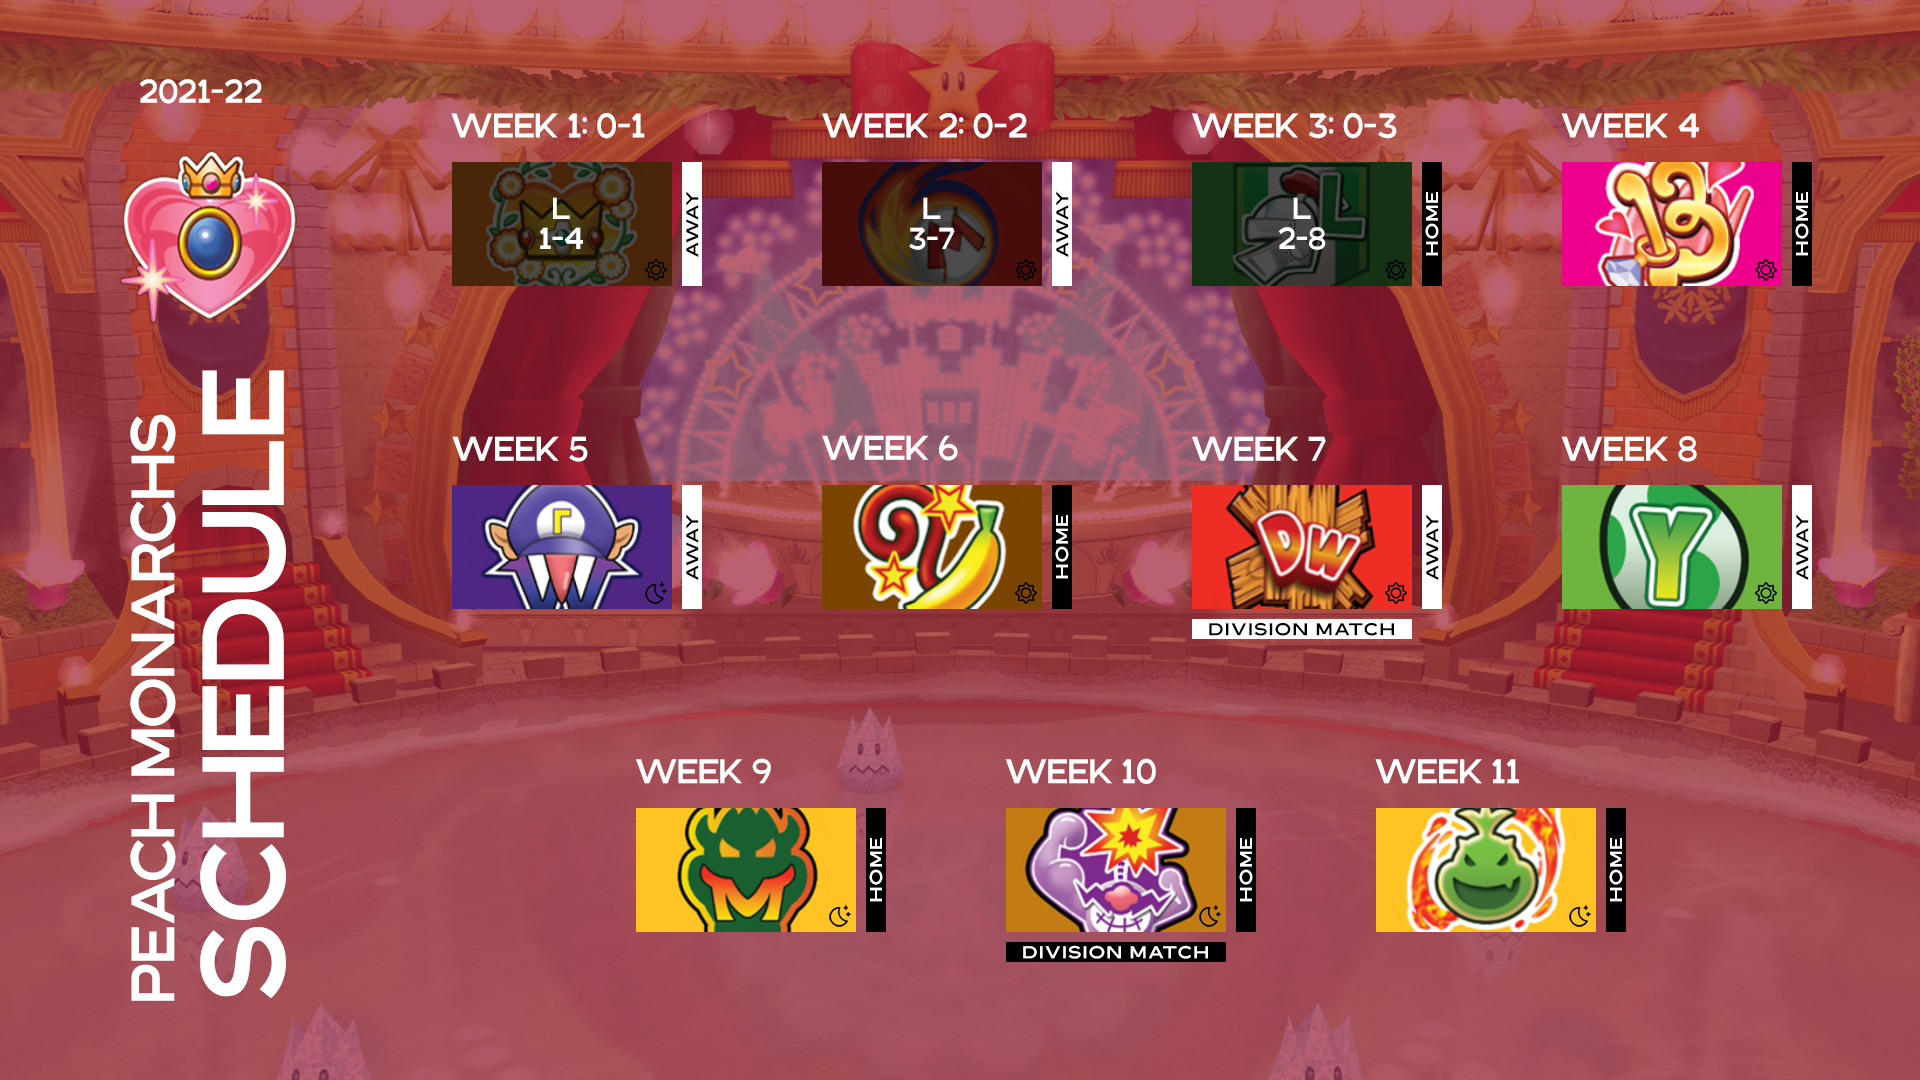 2021-22
PEACH MONARCHS
SCHEDULE
WEEK 1: 0-1
L
1-4
AWAY
WEEK 2: 0-2
L
3-7
AWAY
WEEK 3: 0-3
L
L
2-8
HOME
WEEK 4
13
HOME
WEEK 5
Γ
W
AWAY
WEEK 6
HOME
WEEK 7
DW
AWAY
DIVISION MATCH
WEEK 8
Y
AWAY
WEEK 9
M
HOME
WEEK 10
HOME
DIVISION MATCH
WEEK 11
HOME